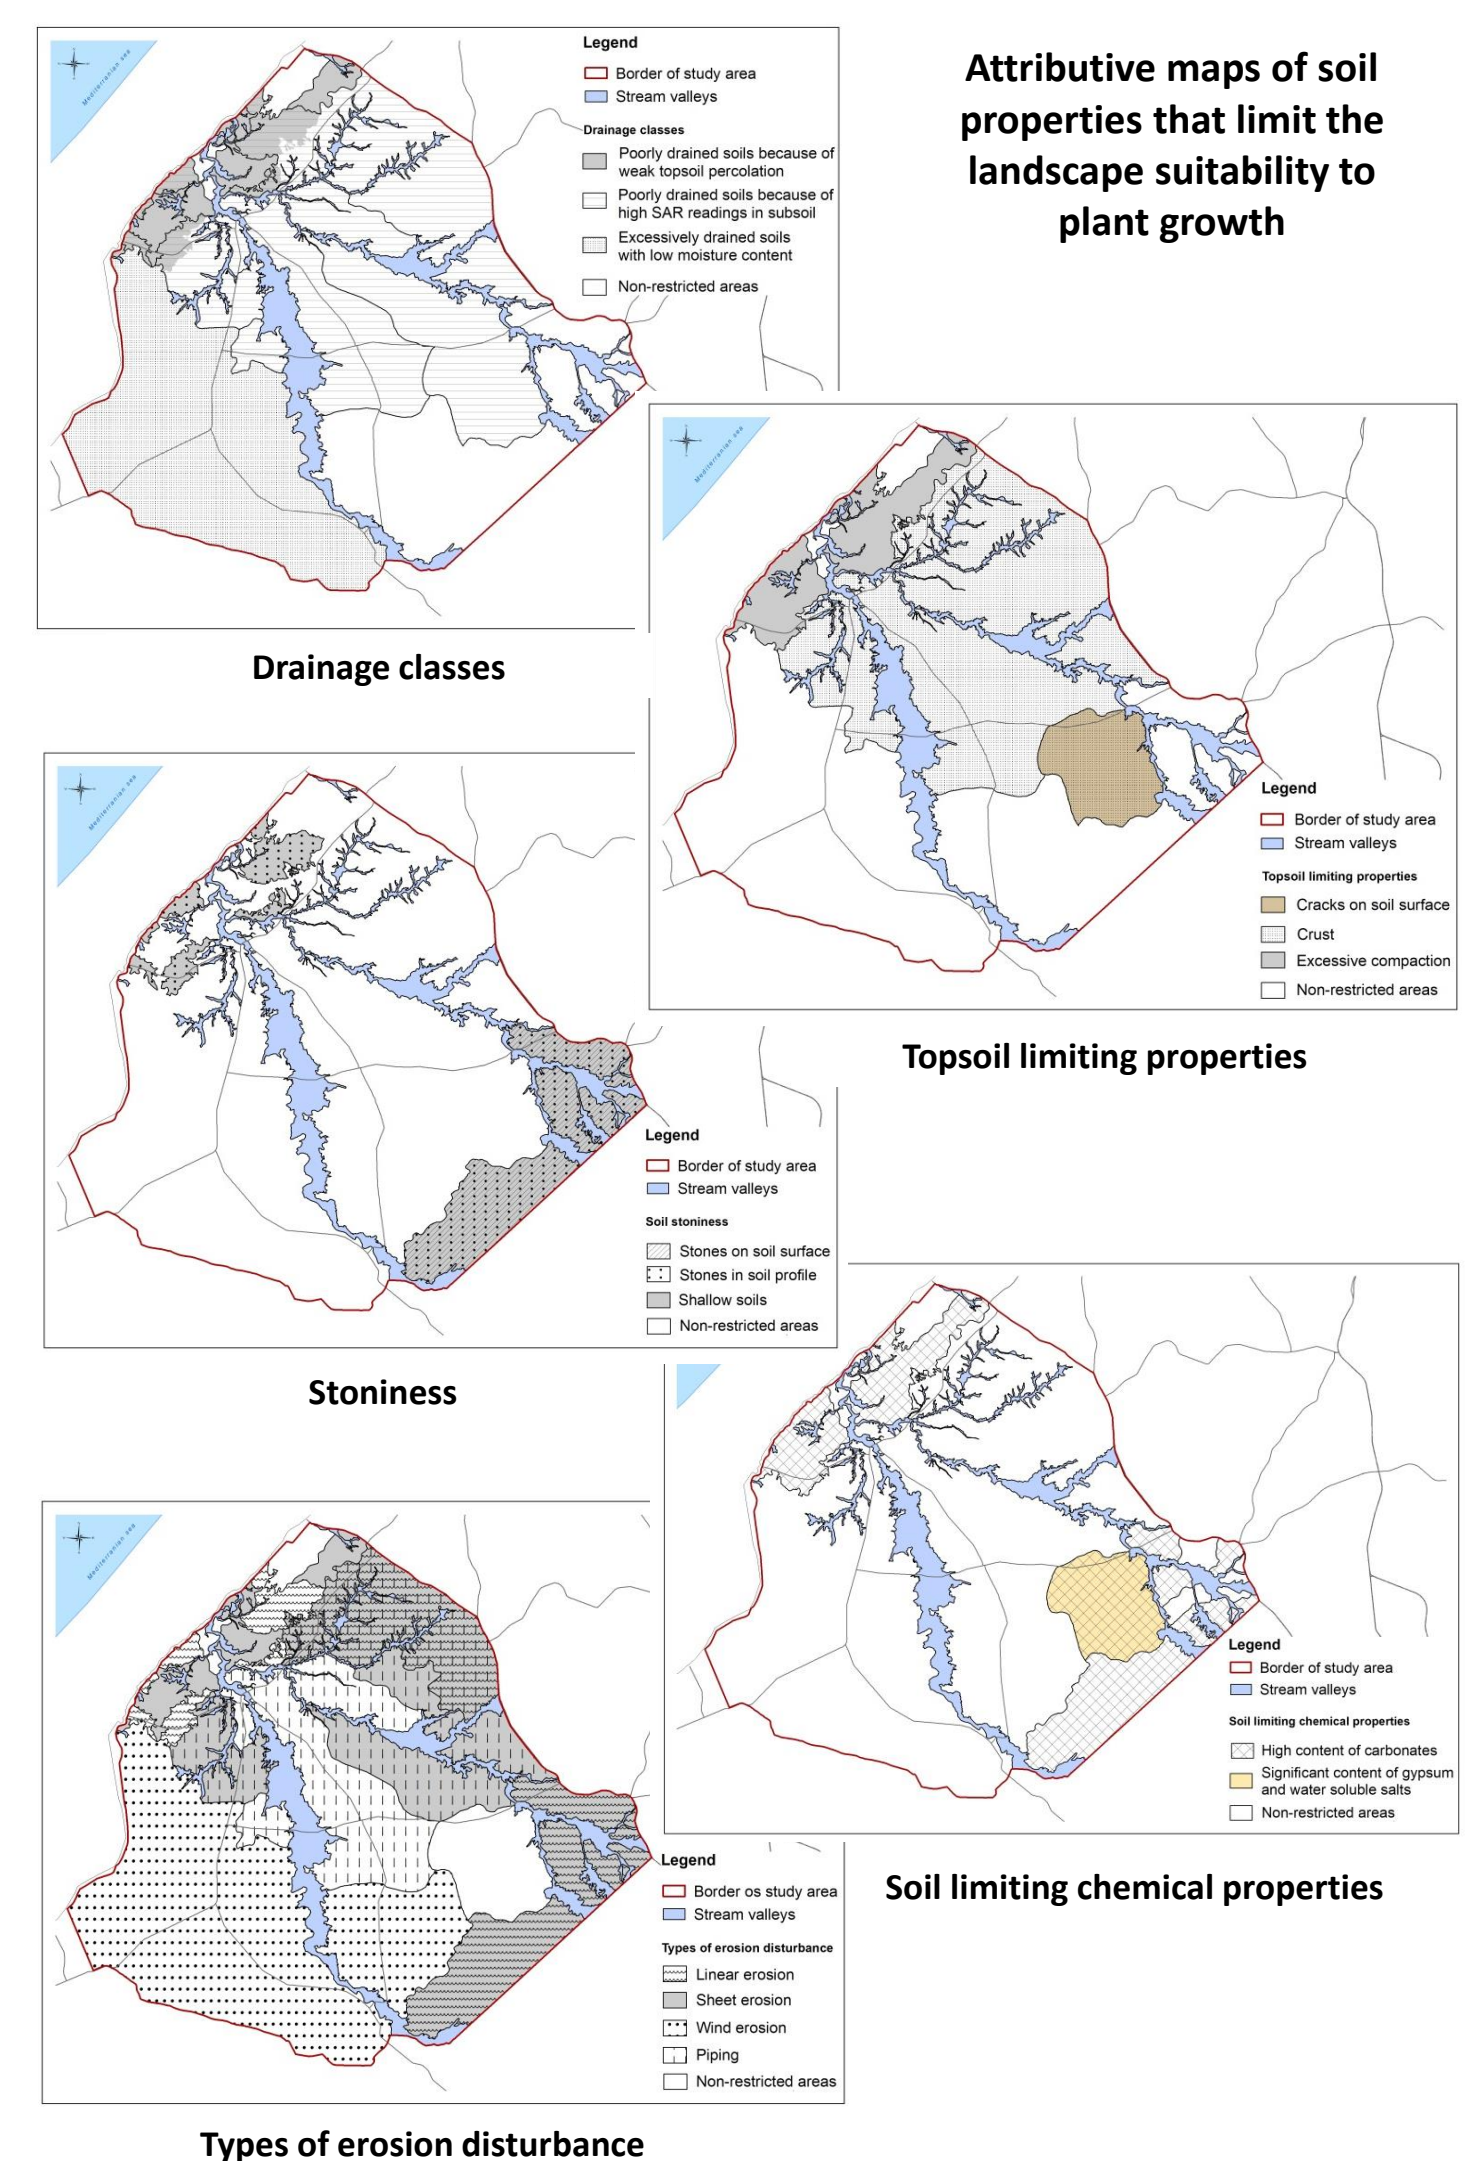 Attributive maps of soil
properties that limit the
landscape suitability to
plant growth
Mediterranian sea
Legend
Border of study area
Stream valleys
Drainage classes
Poorly drained soils because of
weak topsoil percolation
Poorly drained soils because of
high SAR readings in subsoil
Excessively drained soils
with low moisture content
Non-restricted areas
Drainage classes
Mediterranian sea
Legend
Border of study area
Stream valleys
Topsoil limiting properties
Cracks on soil surface
Crust
Excessive compaction
Non-restricted areas
Topsoil limiting properties
Mediterranian sea
Legend
Border of study area
Stream valleys
Soil stoniness
Stones on soil surface
Stones in soil profile
Shallow soils
Non-restricted areas
Stoniness
Legend
Border of study area
Stream valleys
Soil limiting chemical properties
High content of carbonates
Significant content of gypsum
and water soluble salts
Non-restricted areas
Soil limiting chemical properties
Mediterranian sea
Legend
Border os study area
Stream valleys
Types of erosion disturbance
Linear erosion
Sheet erosion
Wind erosion
Piping
Non-restricted areas
Types of erosion disturbance